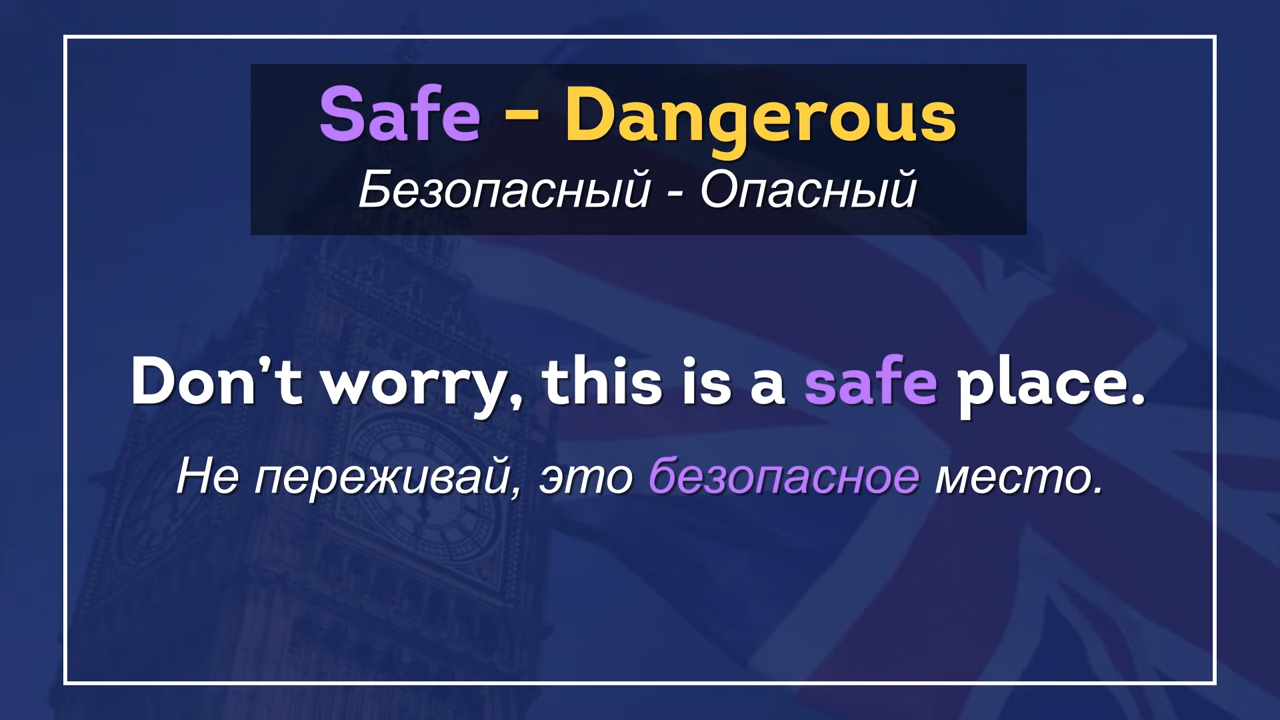 Safe – Dangerous
Безопасный - Опасный
Don’t worry, this is a safe place.
Не переживай, это безопасное место.